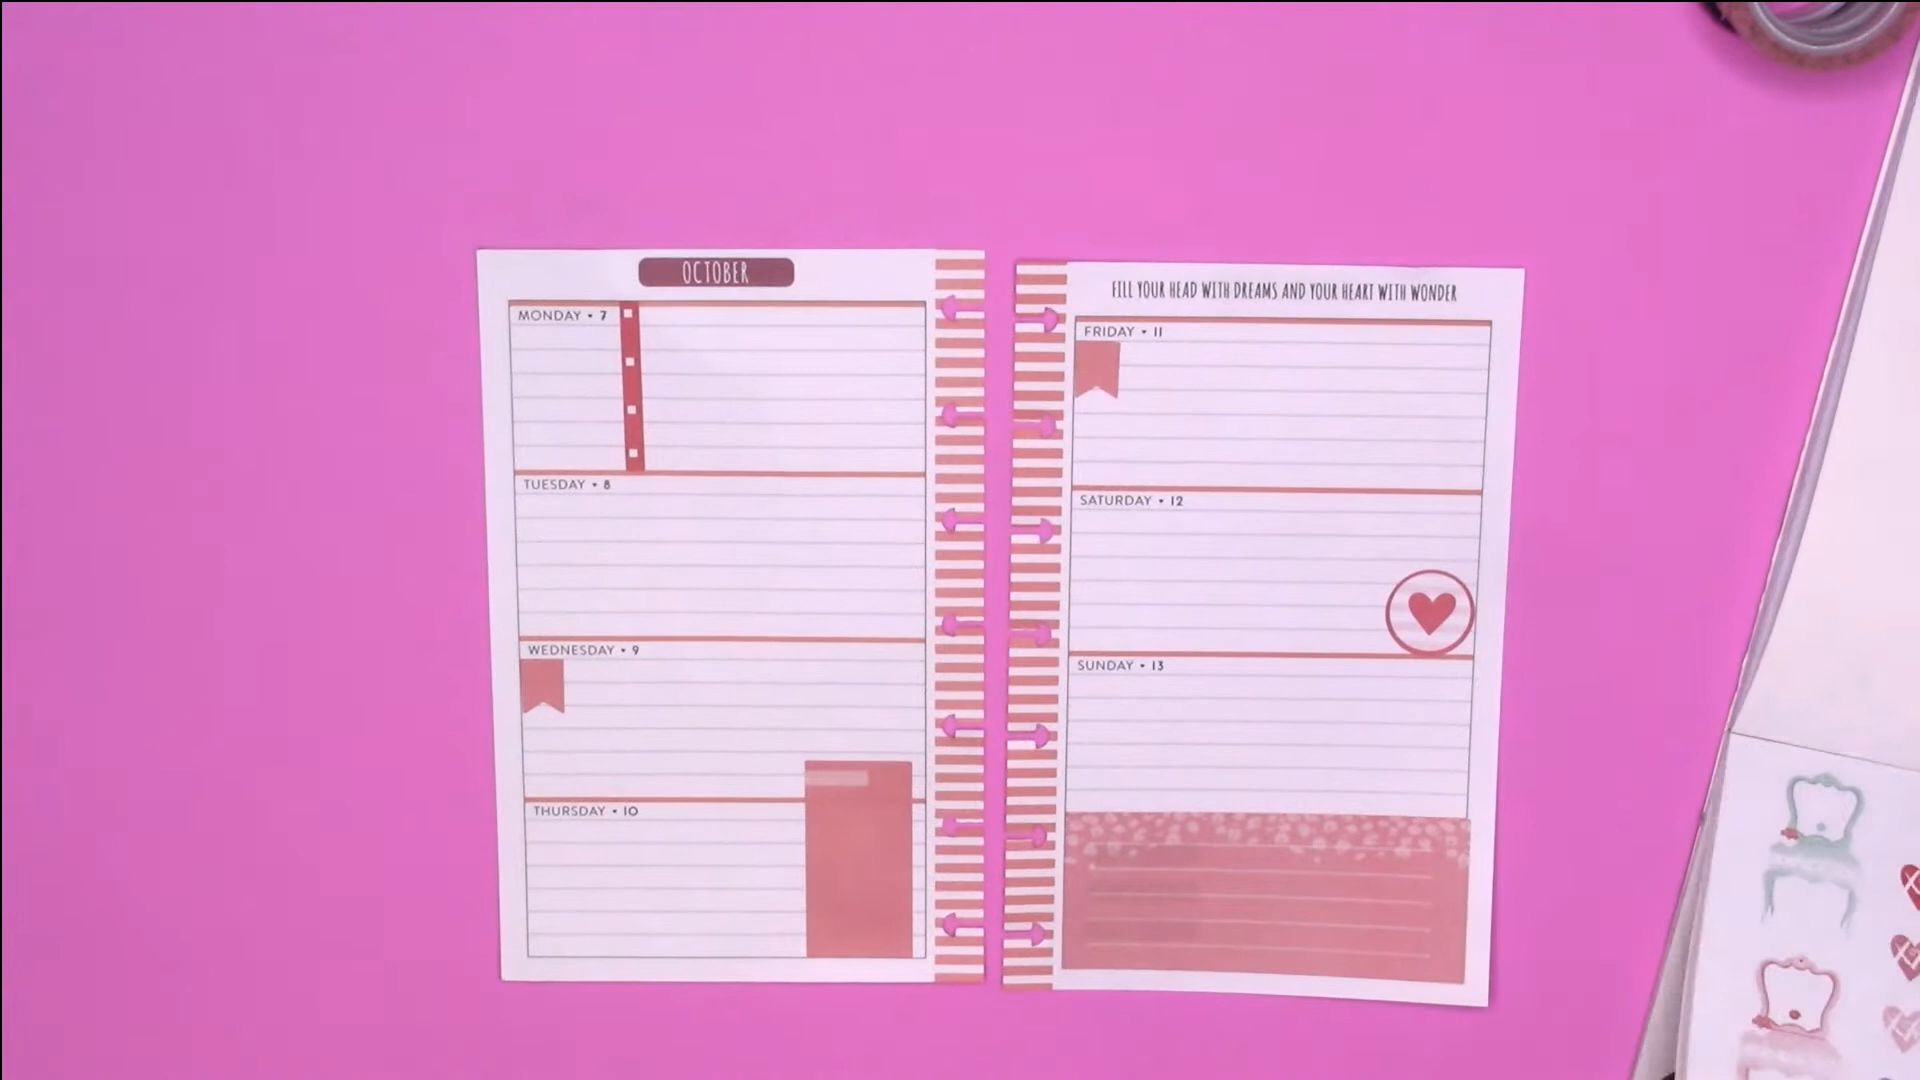 OCTOBER
MONDAY • 7
TUESDAY • 8
WEDNESDAY • 9
THURSDAY • 10
FILL YOUR HEAD WITH DREAMS AND YOUR HEART WITH WONDER
FRIDAY • 11
SATURDAY • 12
SUNDAY • 13